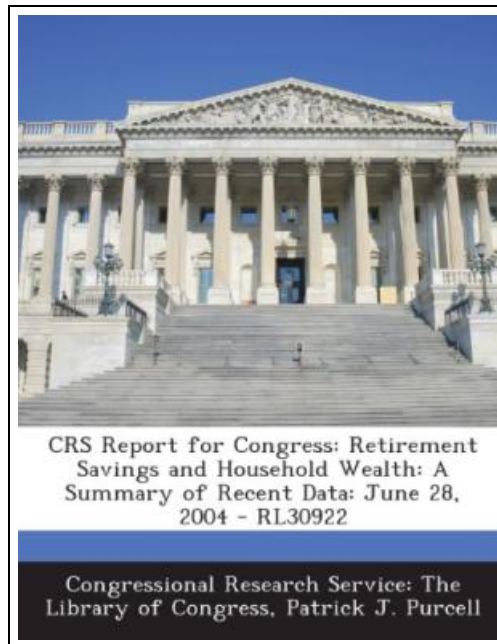 CRS Report for Congress: Retirement
Savings and Household Wealth: A
Summary of Recent Data: June 28,
2004 - RL30922
Congressional Research Service: The
Library of Congress, Patrick J. Purcell